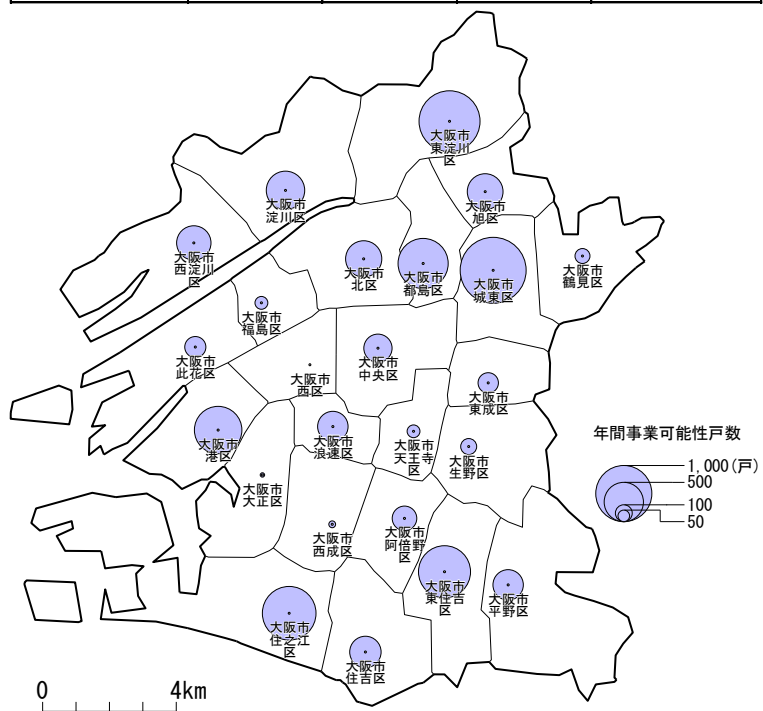 大阪市
東淀川
区
大阪市
淀川区
大阪市
旭区
大阪市
西淀川
区
大阪市
北区
大阪市
都島区
大阪市
城東区
大阪市
鶴見区
大阪市
福島区
大阪市
此花区
大阪市
西区
大阪市
中央区
大阪市
東成区
大阪市
港区
大阪市
浪速区
大阪市
天王寺
区
大阪市
生野区
大阪市
大正区
大阪市
西成区
大阪市
阿倍野
区
大阪市
東住吉
区
大阪市
平野区
大阪市
住之江
区
大阪市
住吉区
年間事業可能性戸数
1,000(戸)
500
100
50
0 4km